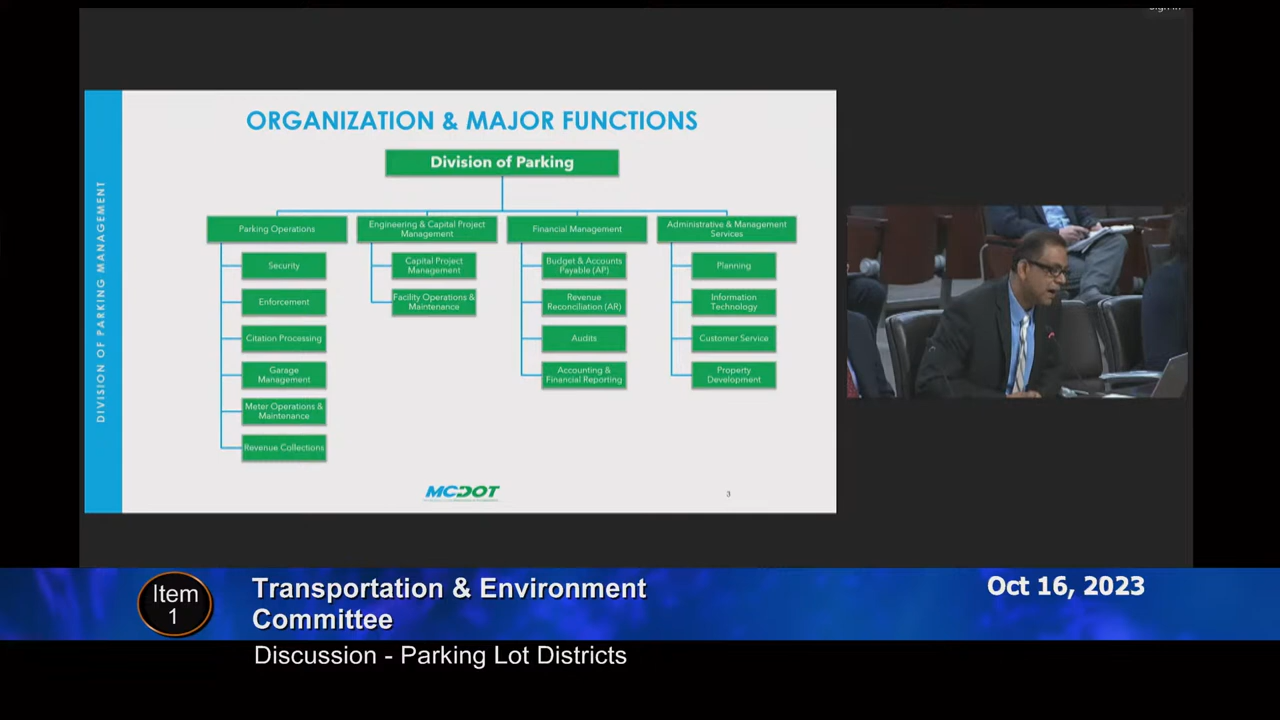 Sign In
ORGANIZATION & MAJOR FUNCTIONS
DIVISION OF PARKING MANAGEMENT
Division of Parking
Parking Operations
Security
Enforcement
Citation Processing
Garage
Management
Meter Operations &
Maintenance
Revenue Collections
Engineering & Capital Project
Management
Capital Project
Management
Facility Operations &
Maintenance
Financial Management
Budget & Accounts
Payable (AP)
Revenue
Reconciliation (AR)
Audits
Accounting &
Financial Reporting
Administrative & Management
Services
Planning
Information
Technology
Customer Service
Property
Development
MCDOT
3
Item
1
Transportation & Environment
Committee
Oct 16, 2023
Discussion - Parking Lot Districts